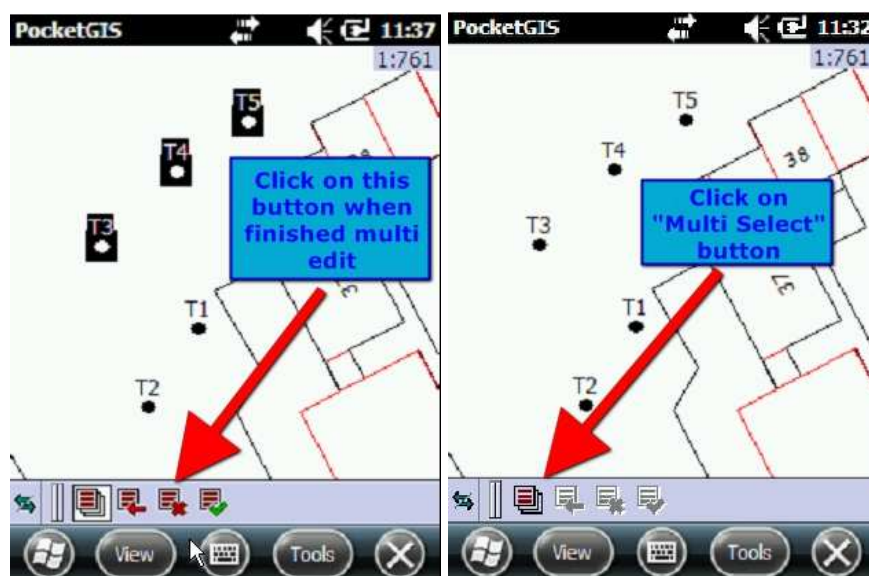 PocketGIS 11:37
1:761
T5
T4
Click on this
button when
finished multi
edit
T3
T1
T2
View Tools
PocketGIS 11:32
1:761
T5
T4
38
Click on
"Multi Select"
button
T3
37
T1
T2
View Tools